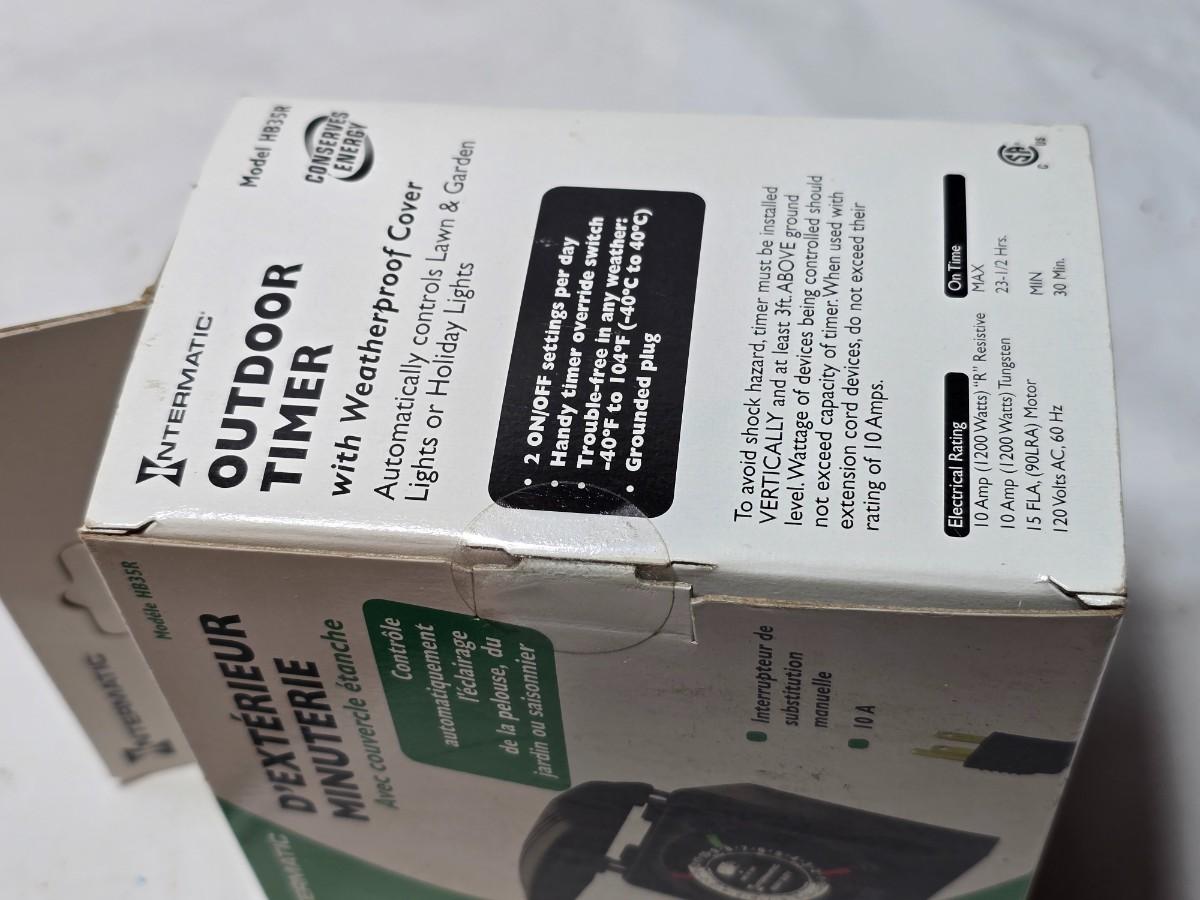 INTERMATIC
Model HB35R
OUTDOOR
TIMER
CONSERVES
ENERGY
with Weatherproof Cover
Automatically controls Lawn & Garden
Lights or Holiday Lights
• 2 ON/OFF settings per day
• Handy timer override switch
• Trouble-free in any weather:
-40°F to 104°F (-40°C to 40°C)
• Grounded plug
To avoid shock hazard, timer must be installed
VERTICALLY and at least 3ft. ABOVE ground
level. Wattage of devices being controlled should
not exceed capacity of timer. When used with
extension cord devices, do not exceed their
rating of 10 Amps.
Electrical Rating
10 Amp (1200 Watts) "R" Resistive
10 Amp (1200 Watts) Tungsten
15 FLA, (90LRA) Motor
120 Volts AC, 60 Hz
On Time
MAX
23-1/2 Hrs.
MIN
30 Min.
C SA US
INTERMATIC
Modèle HB35R
D'EXTÉRIEUR
MINUTERIE
Avec couvercle étanche
Contrôle
automatiquement
l'éclairage
de la pelouse, du
jardin ou saisonnier
Interrupteur de
substitution
manuelle
10 A